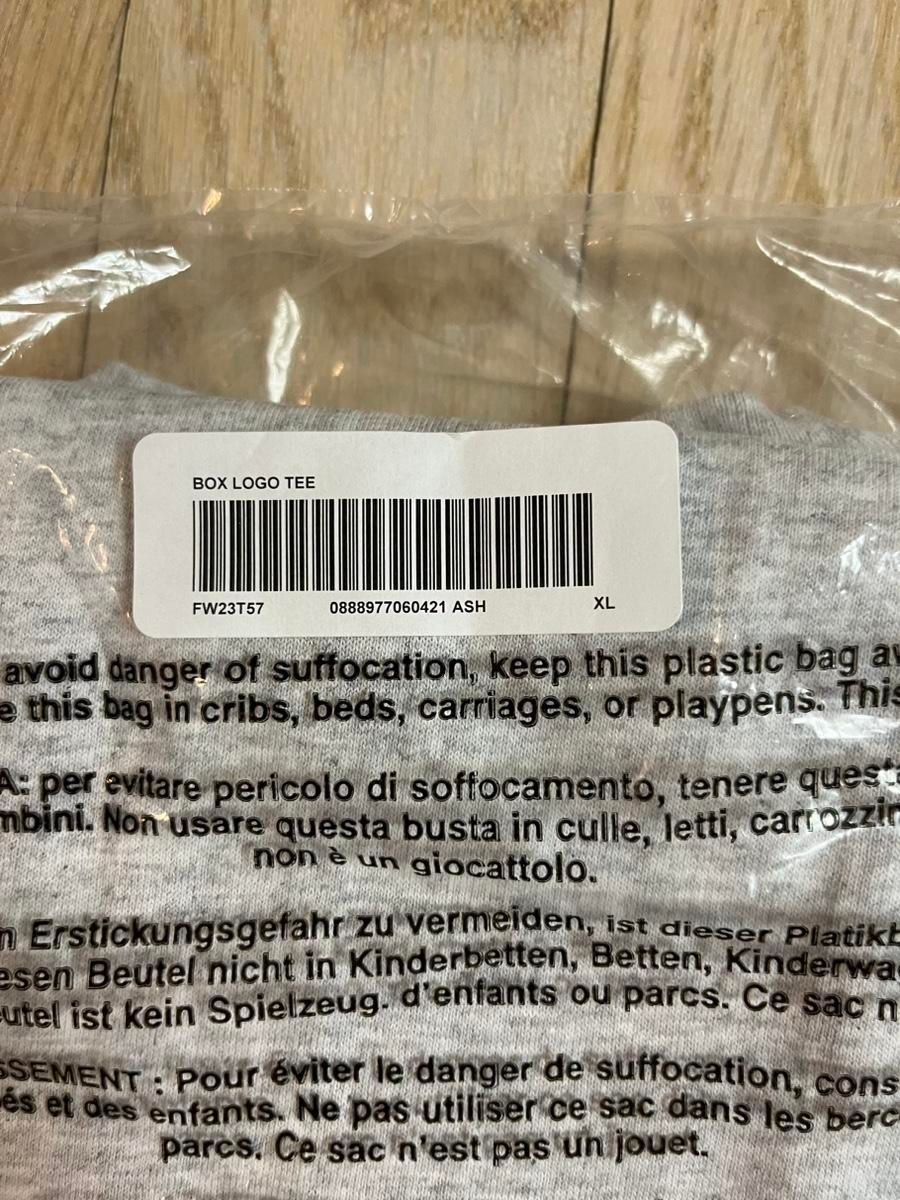 BOX LOGO TEE
FW23T57 0888977060421 ASH XL
avoid danger of suffocation, keep this plastic bag
this bag in cribs, beds, carriages, or playpens. This
A: per evitare pericolo di soffocamento, tenere questa
mbini. Non usare questa busta in culle, letti, carrozzin
non è un giocattolo.
n Erstickungsgefahr zu vermeiden, ist dieser Platikb
esen Beutel nicht in Kinderbetten, Betten, Kinderwa
eutel ist kein Spielzeug. d'enfants ou parcs. Ce sac n
SSEMENT : Pour éviter le danger de suffocation, cons
és et des enfants. Ne pas utiliser ce sac dans les berc
parcs. Ce sac n'est pas un jouet.